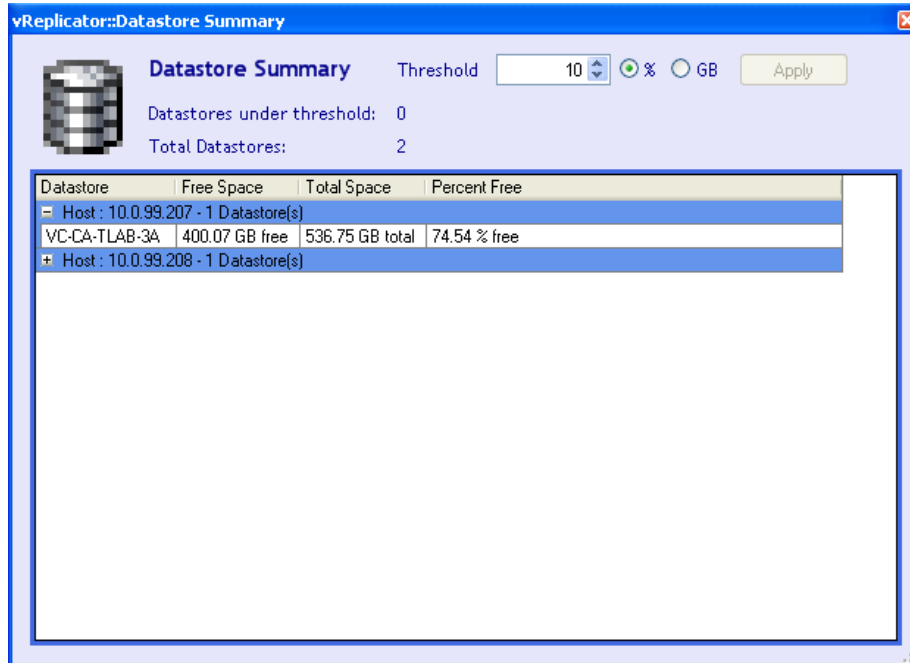 vReplicator::Datastore Summary
Datastore Summary Threshold 10 % GB Apply
Datastores under threshold: 0
Total Datastores: 2
Datastore Free Space Total Space Percent Free
Host : 10.0.99.207 - 1 Datastore(s)
VC-CA-TLAB-3A 400.07 GB free 536.75 GB total 74.54 % free
Host : 10.0.99.208 - 1 Datastore(s)